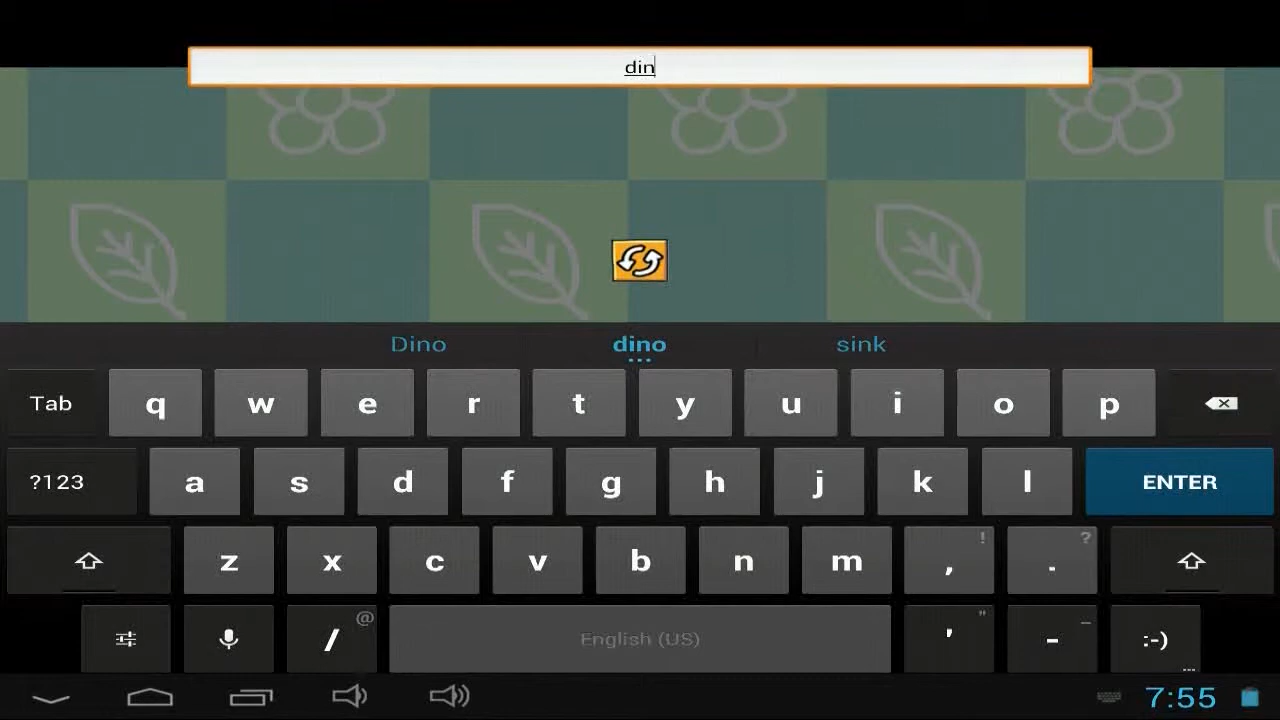 din
Dino dino sink
Tab q w e r t y u i o p
?123 a s d f g h j k l ENTER
z x c v b n m , ! . ?
/ @ English (US) ' " - _ :-) ...
7:55